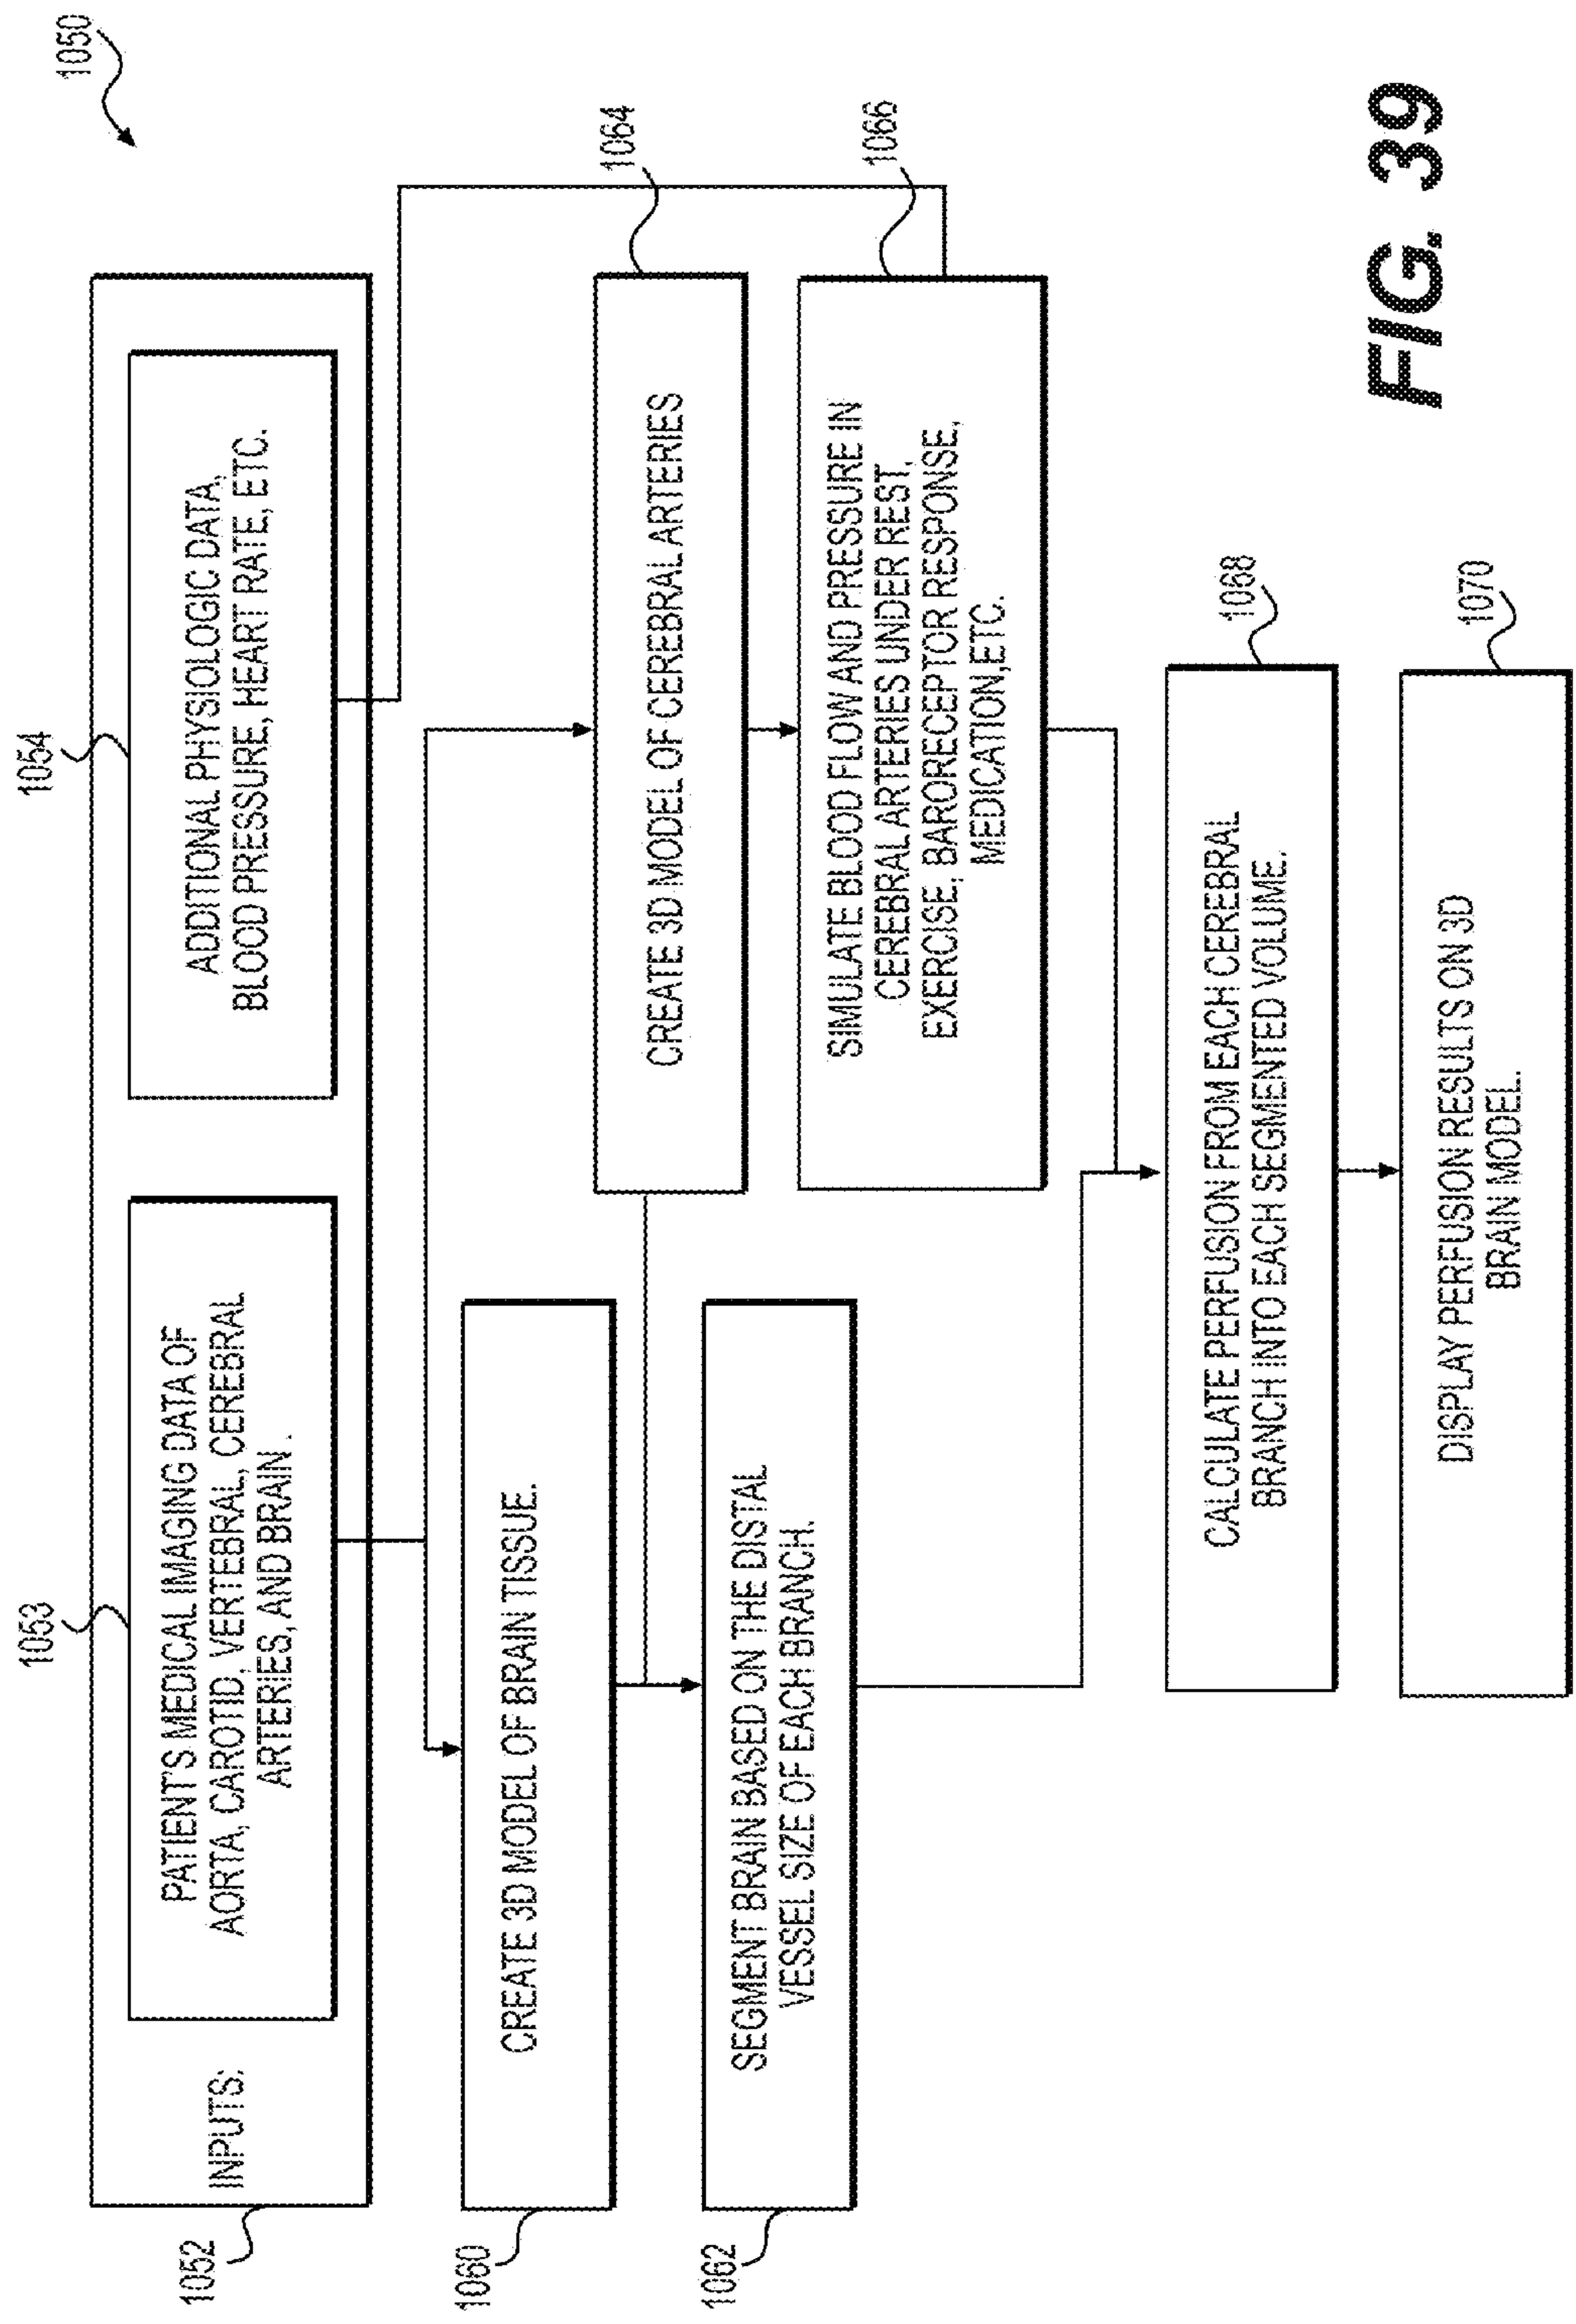 1050
1054
1053
1052
INPUTS:
PATIENT'S MEDICAL IMAGING DATA OF
AORTA, CAROTID, VERTEBRAL, CEREBRAL
ARTERIES, AND BRAIN .
ADDITIONAL PHYSIOLOGIC DATA,
BLOOD PRESSURE, HEART RATE, ETC.
1060
CREATE 3D MODEL OF BRAIN TISSUE.
1064
CREATE 3D MODEL OF CEREBRAL ARTERIES
1062
SEGMENT BRAIN BASED ON THE DISTAL
VESSEL SIZE OF EACH BRANCH.
1066
SIMULATE BLOOD FLOW AND PRESSURE IN
CEREBRAL ARTERIES UNDER REST,
EXERCISE, BARORECEPTOR RESPONSE,
MEDICATION,ETC.
1068
CALCULATE PERFUSION FROM EACH CEREBRAL
BRANCH INTO EACH SEGMENTED VOLUME.
1070
DISPLAY PERFUSION RESULTS ON 3D
BRAIN MODEL.
FIG. 39